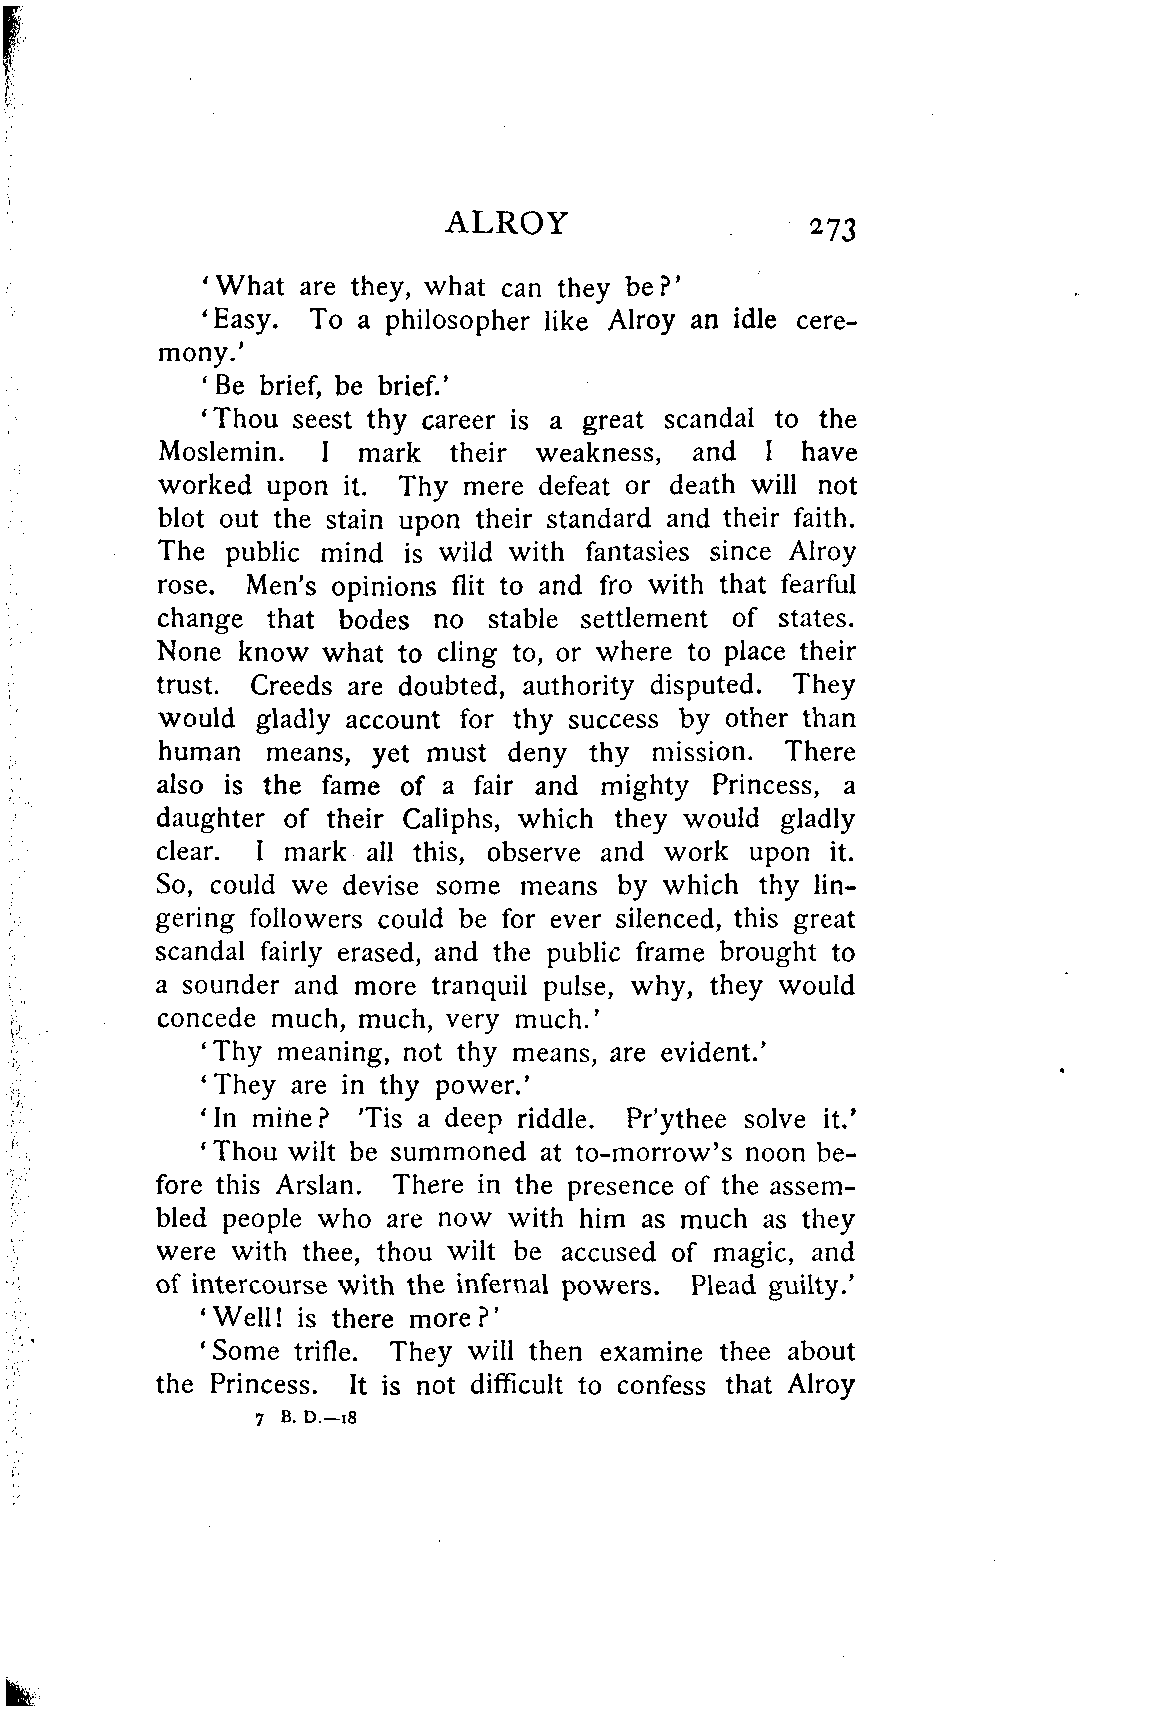 ALROY 273
‘What are they, what can they be?’
‘Easy. To a philosopher like Alroy an idle cere-
mony.’
‘Be brief, be brief.’
‘Thou seest thy career is a great scandal to the
Moslemin. I mark their weakness, and I have
worked upon it. Thy mere defeat or death will not
blot out the stain upon their standard and their faith.
The public mind is wild with fantasies since Alroy
rose. Men's opinions flit to and fro with that fearful
change that bodes no stable settlement of states.
None know what to cling to, or where to place their
trust. Creeds are doubted, authority disputed. They
would gladly account for thy success by other than
human means, yet must deny thy mission. There
also is the fame of a fair and mighty Princess, a
daughter of their Caliphs, which they would gladly
clear. I mark all this, observe and work upon it.
So, could we devise some means by which thy lin-
gering followers could be for ever silenced, this great
scandal fairly erased, and the public frame brought to
a sounder and more tranquil pulse, why, they would
concede much, much, very much.’
‘Thy meaning, not thy means, are evident.’
‘They are in thy power.’
‘In mine? 'Tis a deep riddle. Pr'ythee solve it.’
‘Thou wilt be summoned at to-morrow's noon be-
fore this Arslan. There in the presence of the assem-
bled people who are now with him as much as they
were with thee, thou wilt be accused of magic, and
of intercourse with the infernal powers. Plead guilty.’
‘Well! is there more?’
‘Some trifle. They will then examine thee about
the Princess. It is not difficult to confess that Alroy
7 B. D.—18